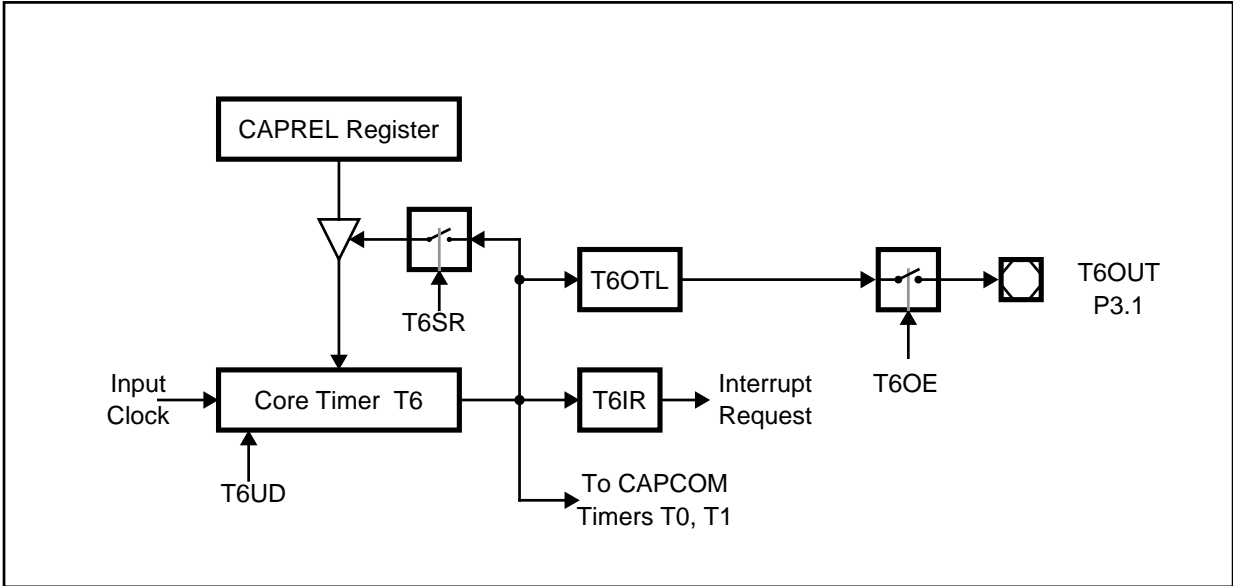 CAPREL Register
T6SR
T6OTL
T6OUT
P3.1
T6OE
Input
Clock
Core Timer T6
T6IR
Interrupt
Request
T6UD
To CAPCOM
Timers T0, T1